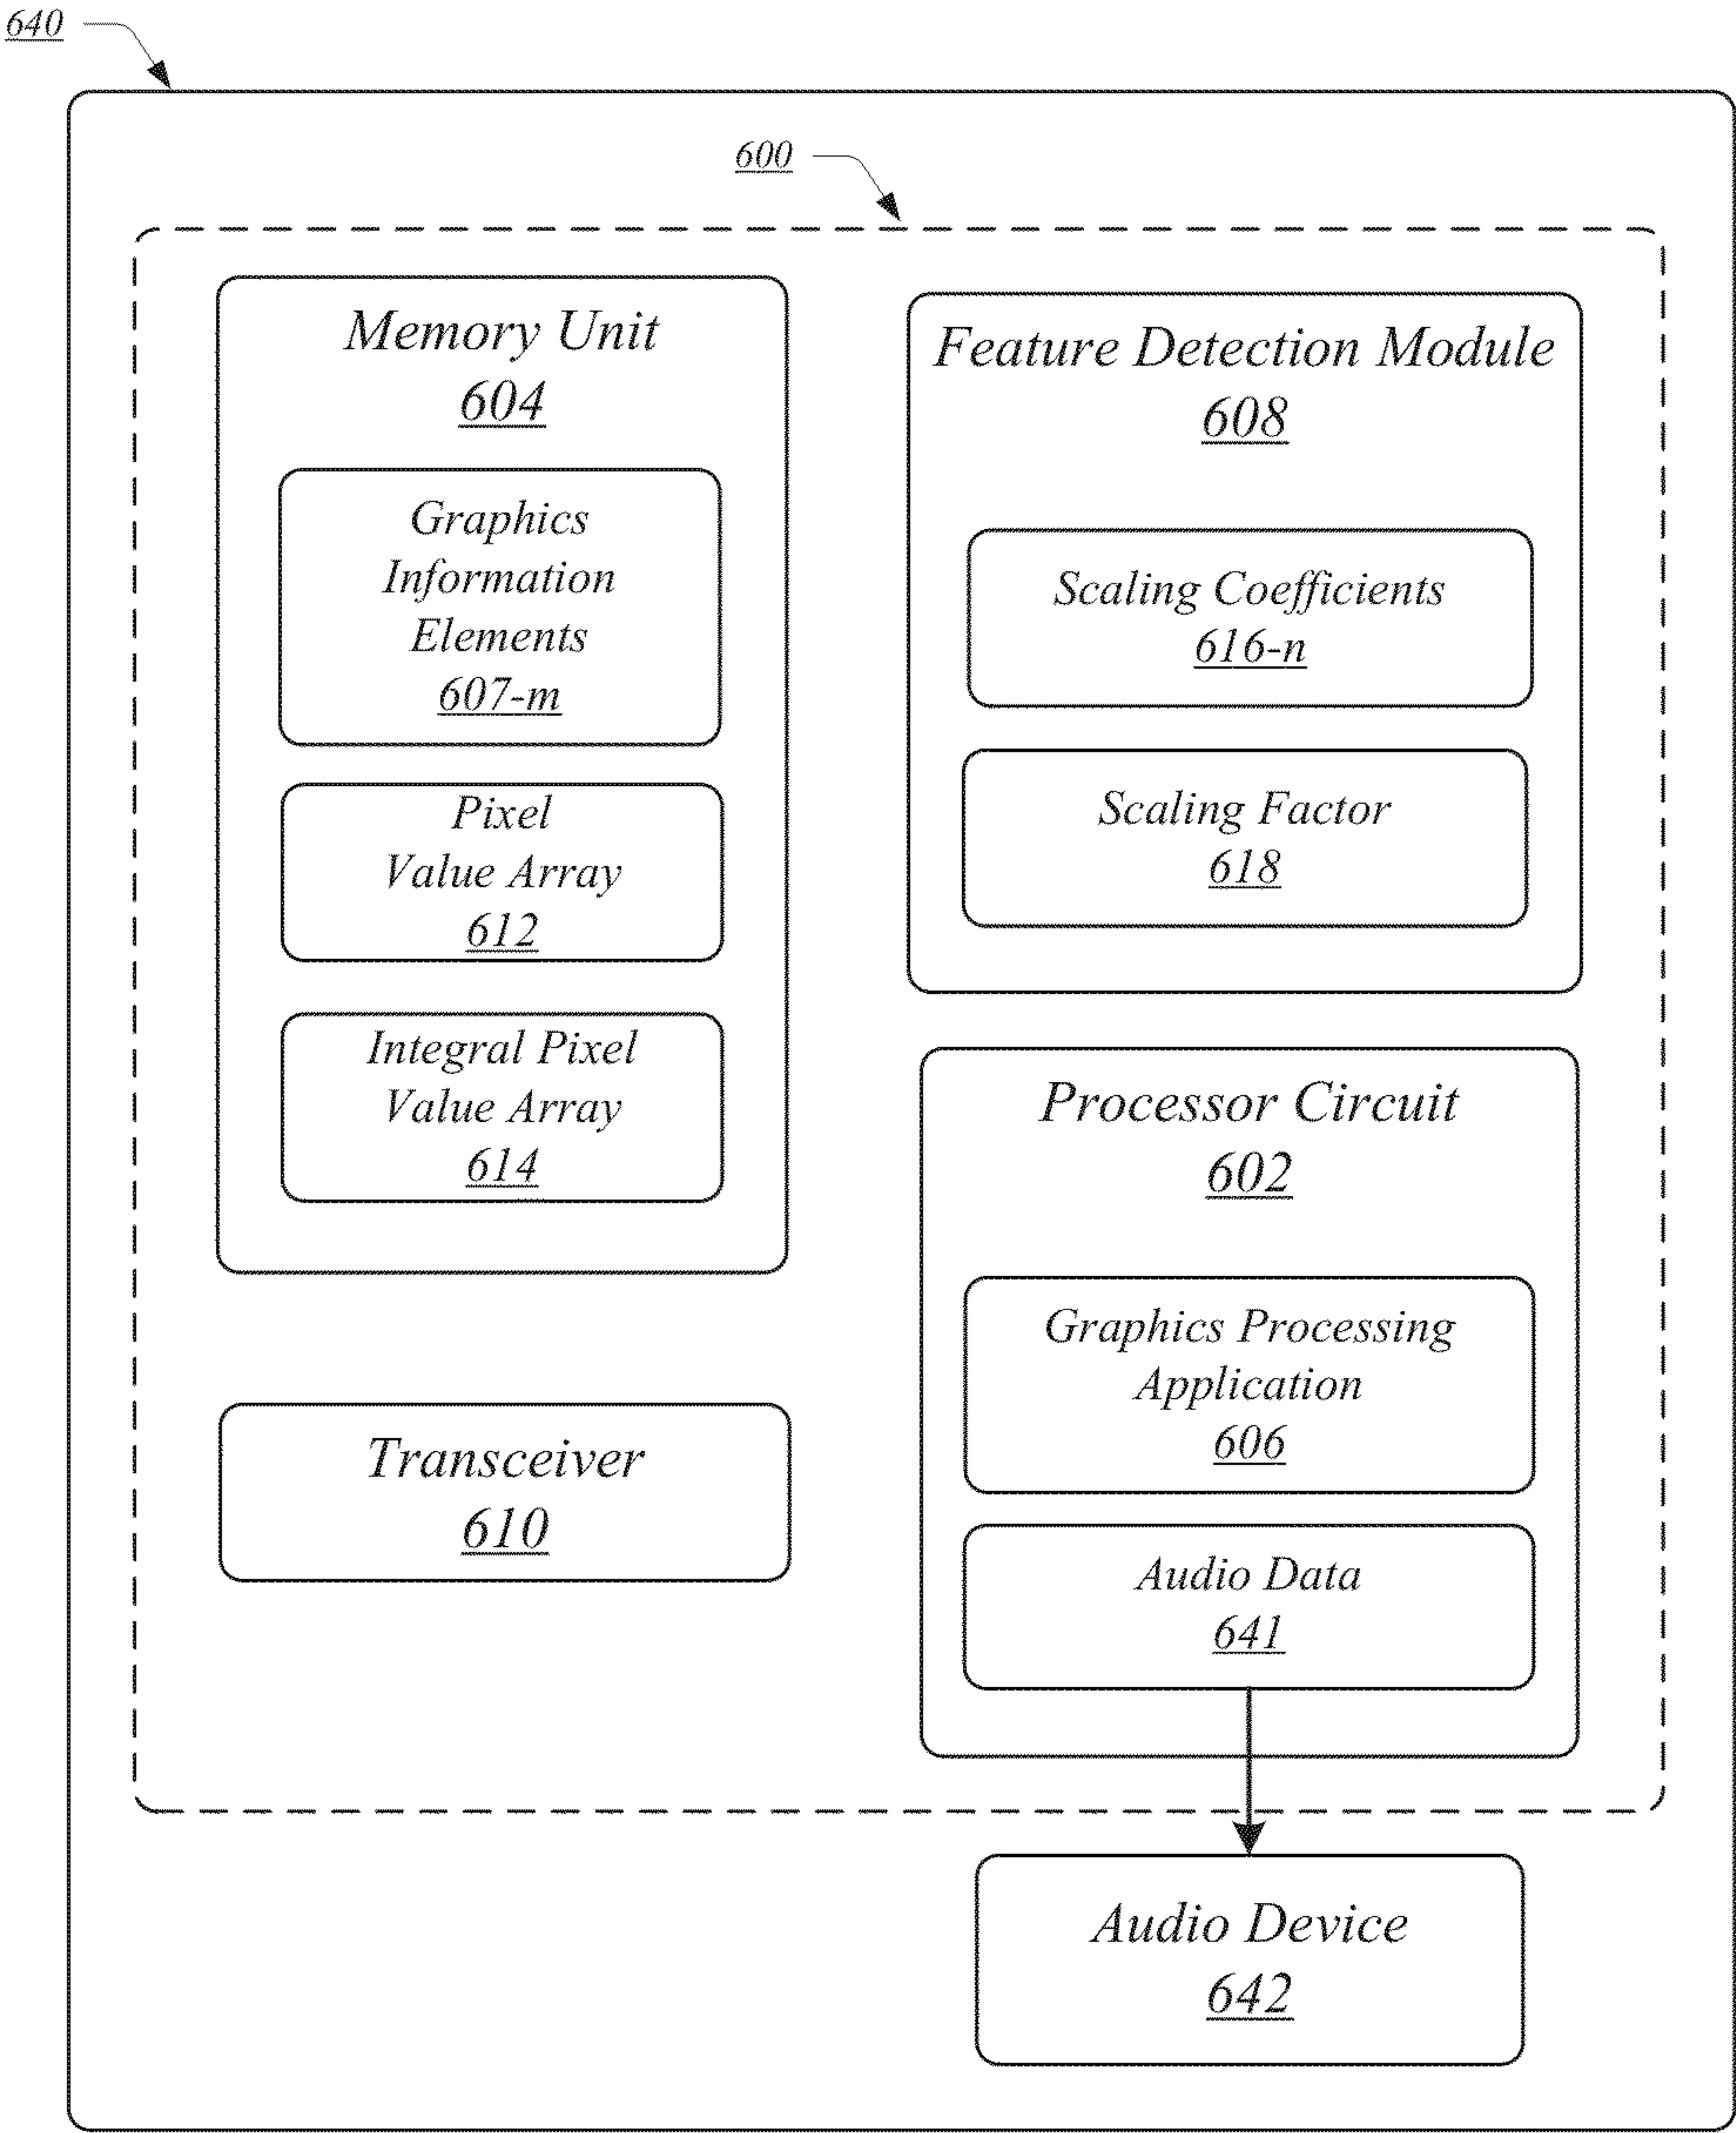 640
600
Memory Unit
604
Graphics
Information
Elements
607-m
Pixel
Value Array
612
Integral Pixel
Value Array
614
Transceiver
610
Feature Detection Module
608
Scaling Coefficients
616-n
Scaling Factor
618
Processor Circuit
602
Graphics Processing
Application
606
Audio Data
641
Audio Device
642